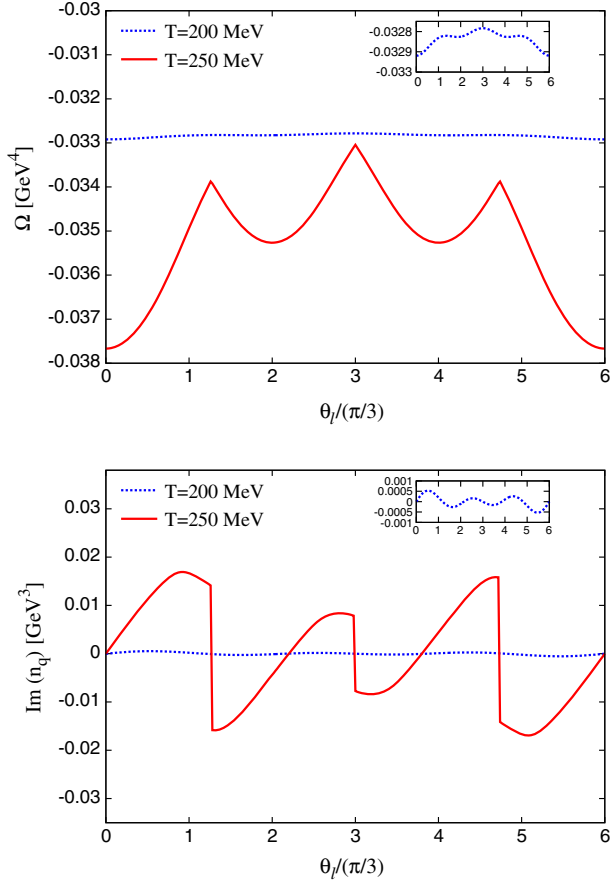 -0.03
T=200 MeV
T=250 MeV
-0.031
-0.032
-0.033
-0.034
-0.035
-0.036
-0.037
-0.038
Ω [GeV⁴]
-0.0328
-0.0329
-0.033
0 1 2 3 4 5 6
0 1 2 3 4 5 6
θₗ/(π/3)
T=200 MeV
T=250 MeV
0.03
0.02
0.01
0
-0.01
-0.02
-0.03
Im (n_q) [GeV³]
0.001
0.0005
0
-0.0005
-0.001
0 1 2 3 4 5 6
0 1 2 3 4 5 6
θₗ/(π/3)